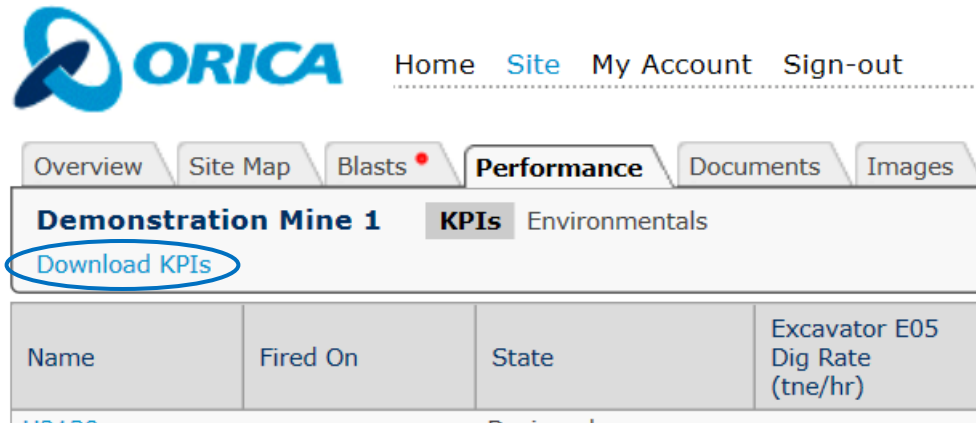 ORICA
Home Site My Account Sign-out
Overview Site Map Blasts Performance Documents Images
Demonstration Mine 1 KPIs Environmentals
Download KPIs
Name Fired On State Excavator E05
Dig Rate
(tne/hr)